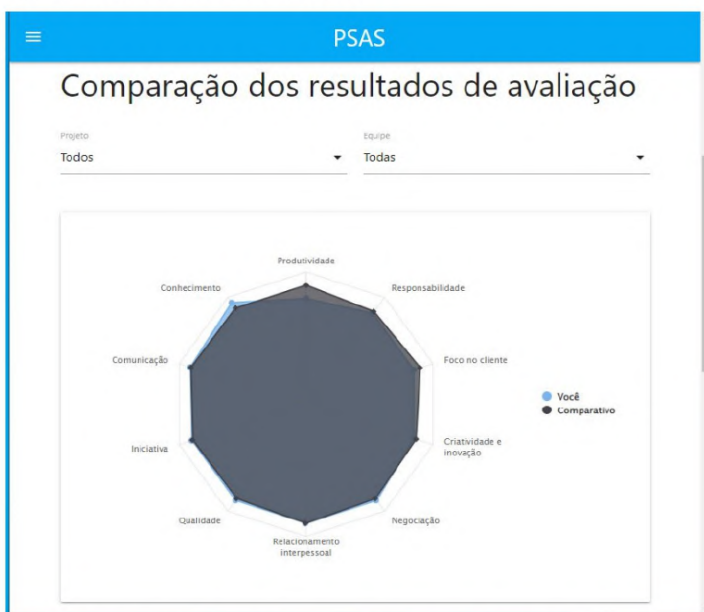 PSAS
Comparação dos resultados de avaliação
Projeto
Equipe
Todos
Todas
Produtividade
Conhecimento
Responsabilidade
Comunicação
Foco no cliente
Você
Comparativo
Iniciativa
Criatividade e
inovação
Qualidade
Negociação
Relacionamento
interpessoal